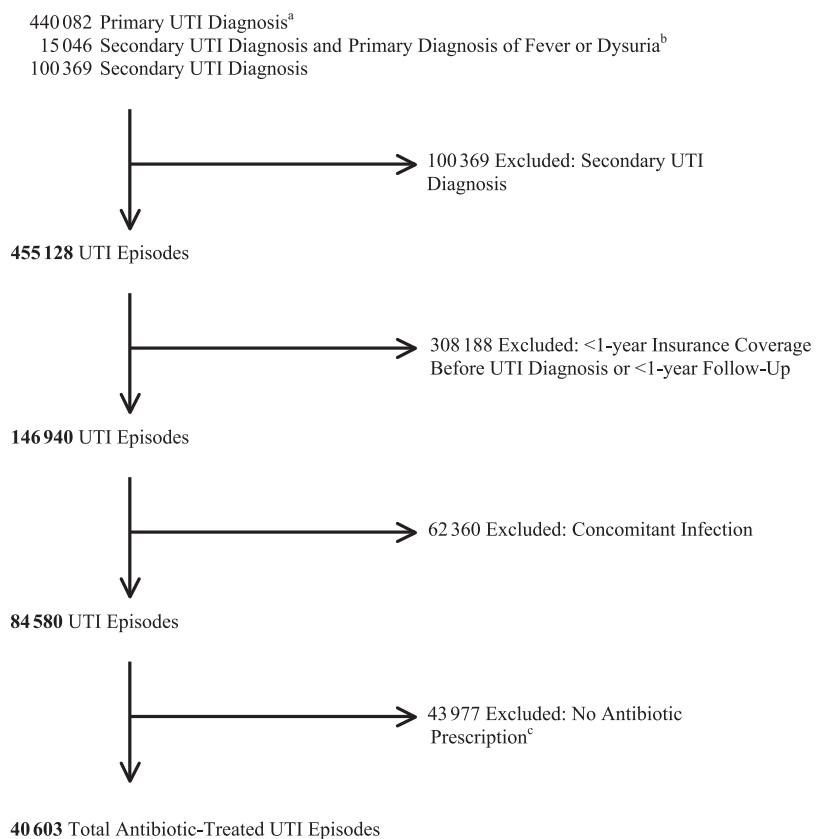 440 082 Primary UTI Diagnosisᵃ
15 046 Secondary UTI Diagnosis and Primary Diagnosis of Fever or Dysuriaᵇ
100 369 Secondary UTI Diagnosis
100 369 Excluded: Secondary UTI
Diagnosis
455 128 UTI Episodes
308 188 Excluded: <1-year Insurance Coverage
Before UTI Diagnosis or <1-year Follow-Up
146 940 UTI Episodes
62 360 Excluded: Concomitant Infection
84 580 UTI Episodes
43 977 Excluded: No Antibiotic
Prescriptionᶜ
40 603 Total Antibiotic-Treated UTI Episodes